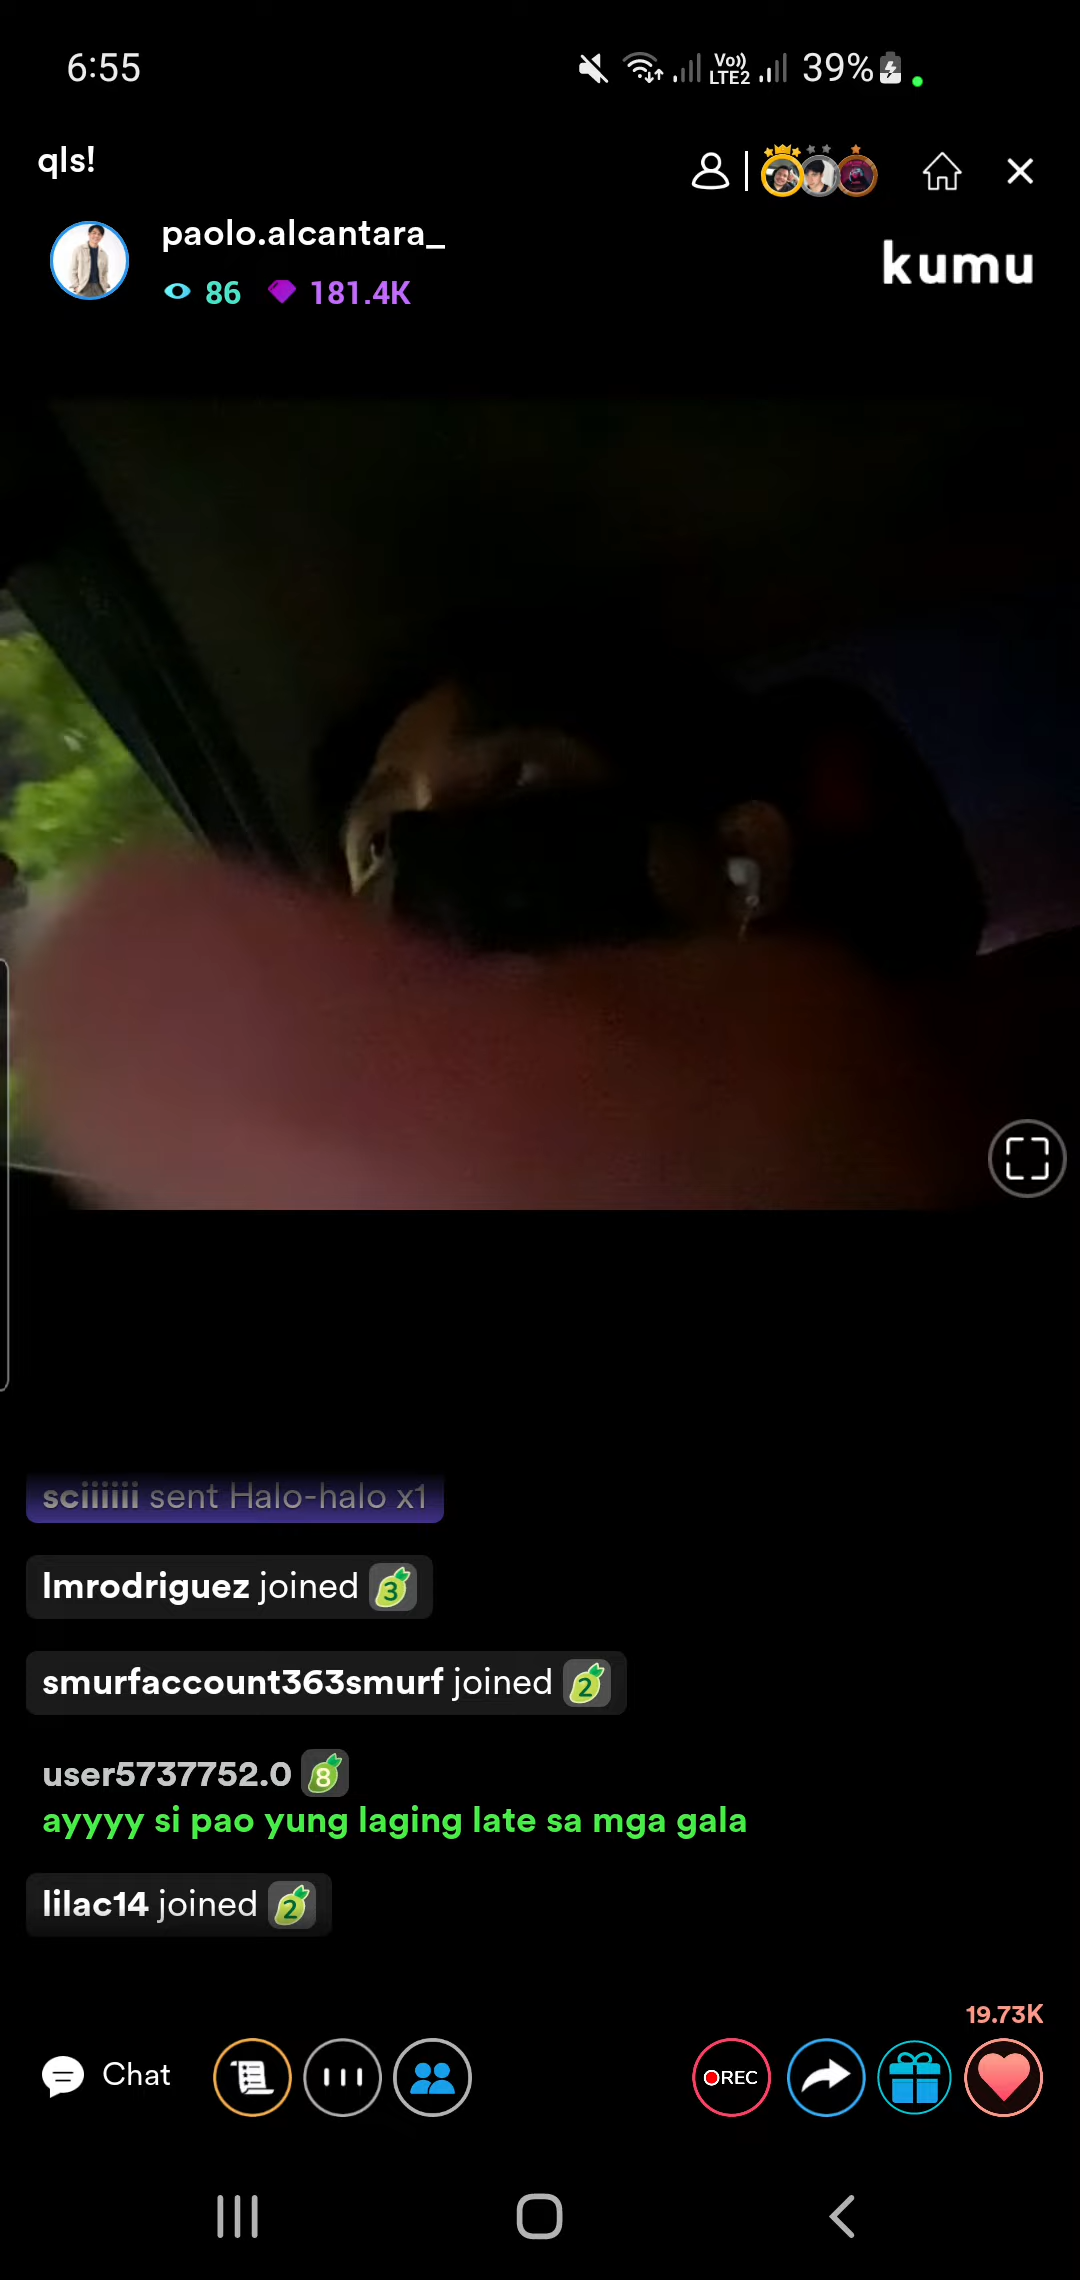 6:55
Vo))
LTE2
39%
qls!
paolo.alcantara_
86
181.4K
kumu
sciiiiii sent Halo-halo x1
lmrodriguez joined 3
smurfaccount363smurf joined 2
user5737752.0 8
ayyyy si pao yung laging late sa mga gala
lilac14 joined 2
19.73K
Chat
REC